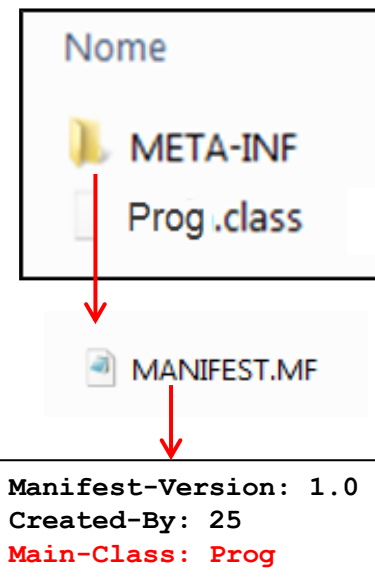 Nome
META-INF
Prog.class
MANIFEST.MF
Manifest-Version: 1.0
Created-By: 25
Main-Class: Prog